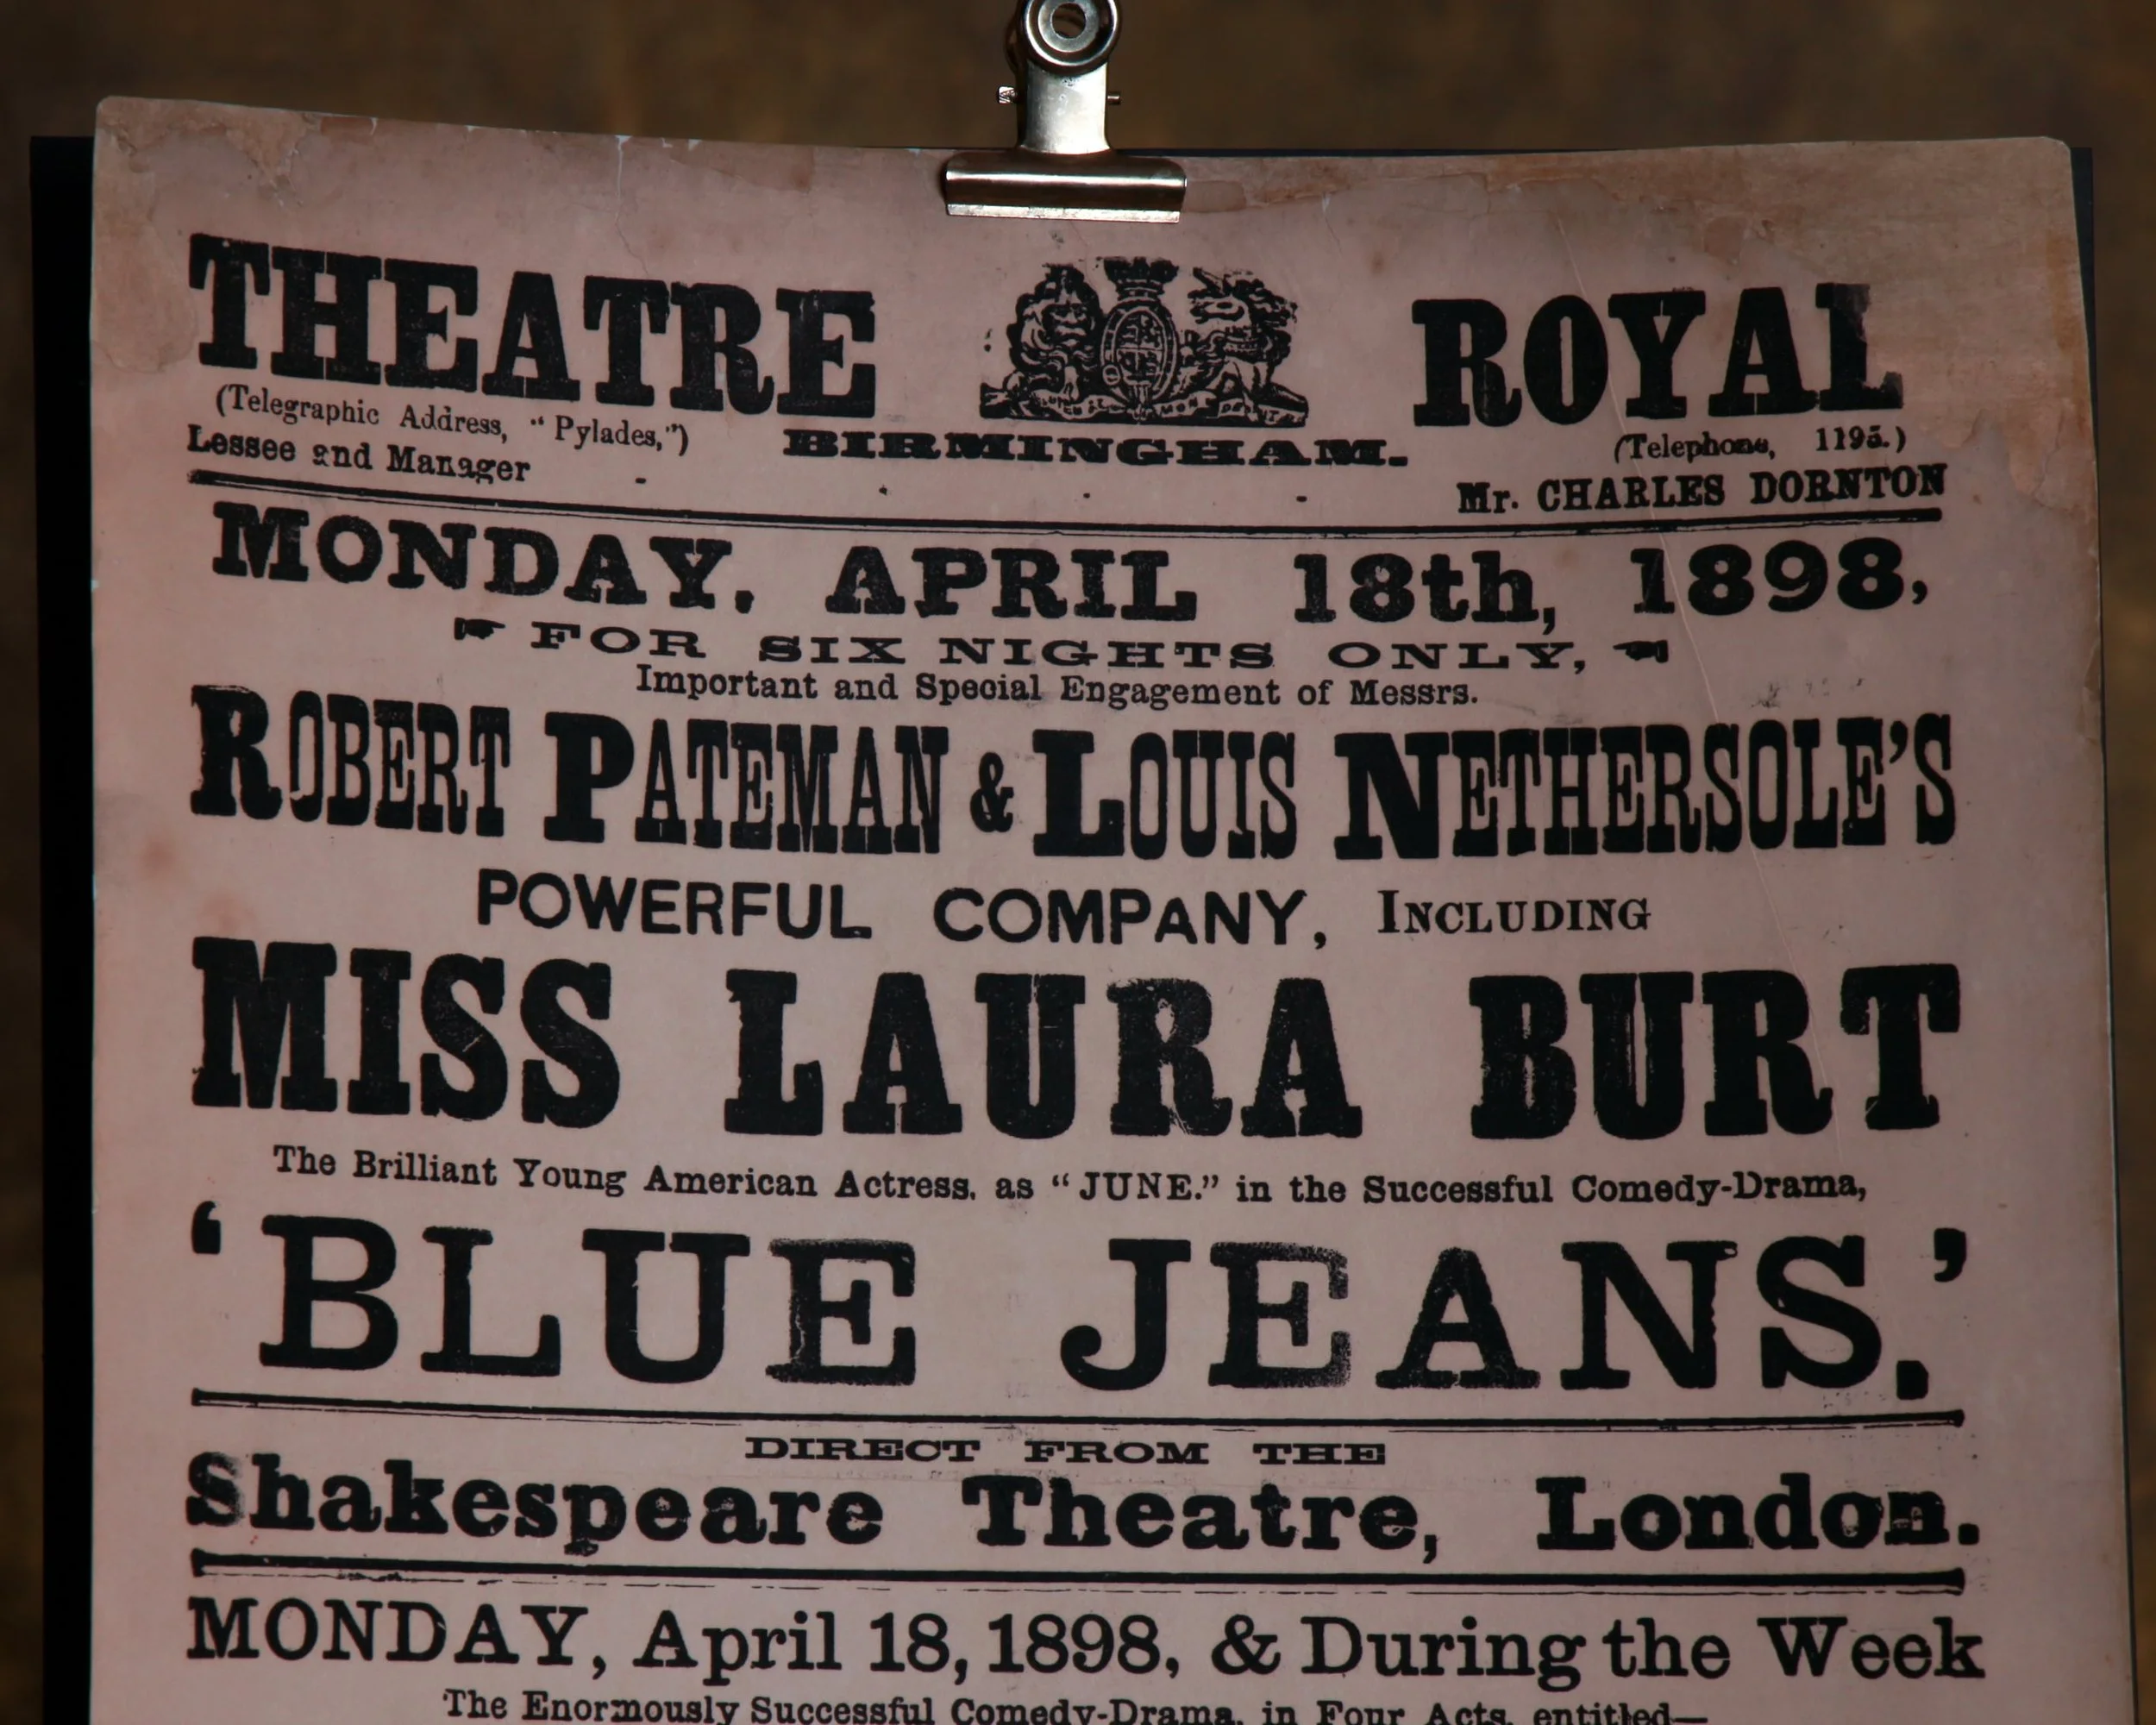 THEATRE ROYAL
(Telegraphic Address, "Pylades,")
BIRMINGHAM.
(Telephone, 1195.)
Lessee and Manager - - - - Mr. CHARLES DORNTON
MONDAY, APRIL 18th, 1898,
☛ FOR SIX NIGHTS ONLY, ☚
Important and Special Engagement of Messrs.
ROBERT PATEMAN & LOUIS NETHERSOLE'S
POWERFUL COMPANY, INCLUDING
MISS LAURA BURT
The Brilliant Young American Actress, as "JUNE." in the Successful Comedy-Drama,
'BLUE JEANS.'
DIRECT FROM THE
Shakespeare Theatre, London.
MONDAY, April 18, 1898, & During the Week
The Enormously Successful Comedy-Drama, in Four Acts, entitled—